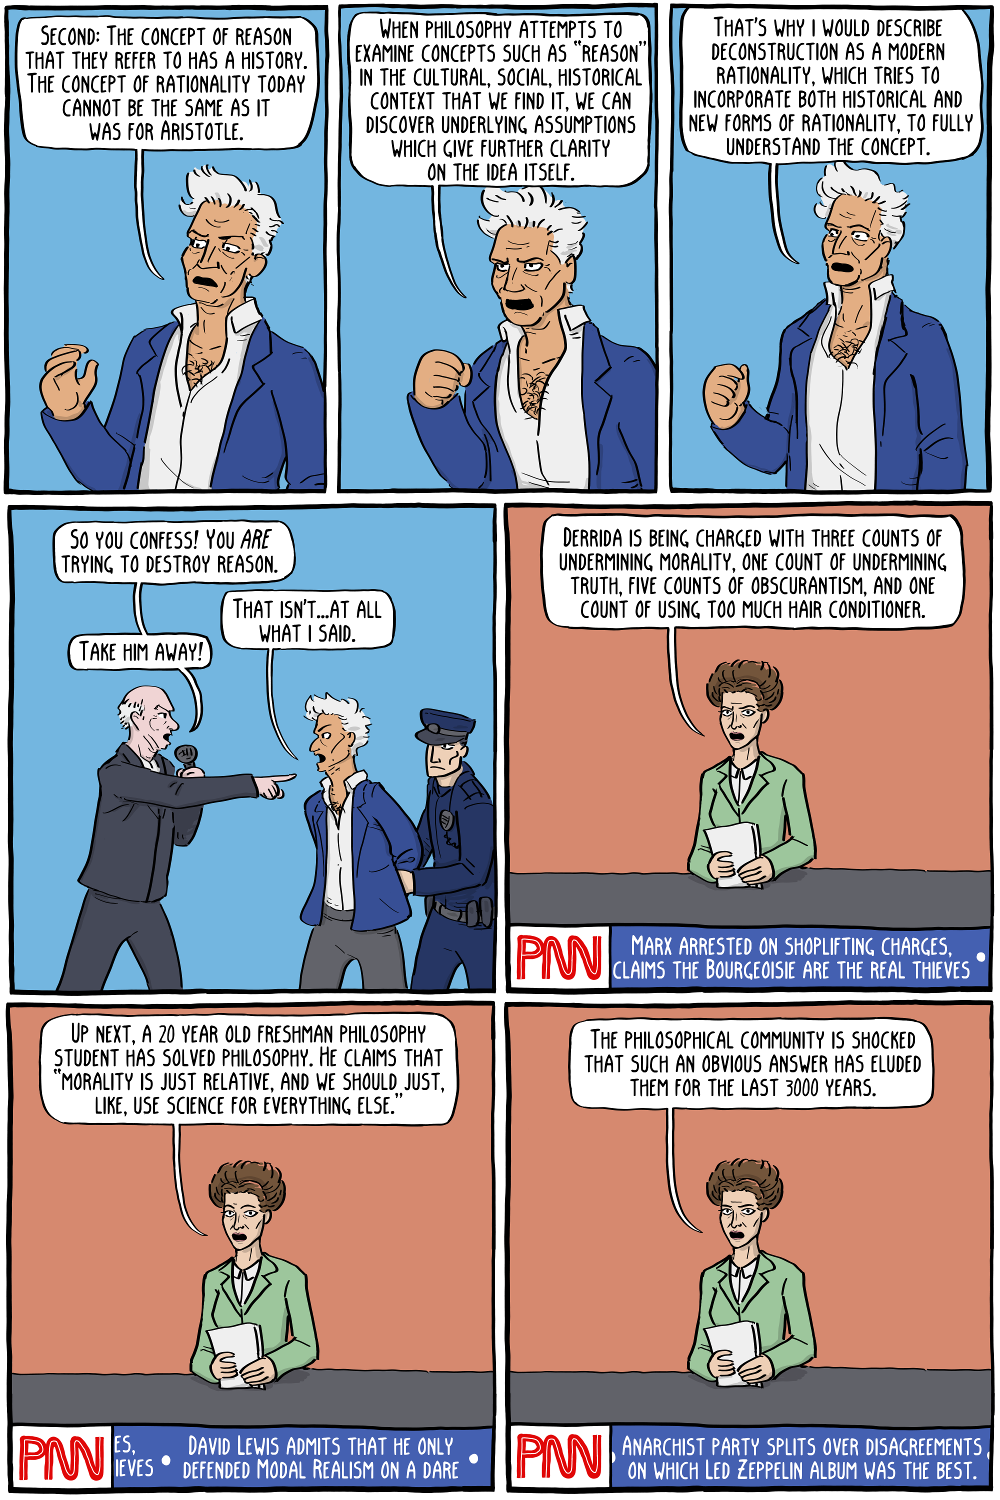 Second: The concept of reason
that they refer to has a history.
The concept of rationality today
cannot be the same as it
was for Aristotle.
When philosophy attempts to
examine concepts such as "reason"
in the cultural, social, historical
context that we find it, we can
discover underlying assumptions
which give further clarity
on the idea itself.
That's why I would describe
deconstruction as a modern
rationality, which tries to
incorporate both historical and
new forms of rationality, to fully
understand the concept.
So you confess! You are
trying to destroy reason.
That isn't...at all
what I said.
Take him away!
Derrida is being charged with three counts of
undermining morality, one count of undermining
truth, five counts of obscurantism, and one
count of using too much hair conditioner.
PNN
Marx arrested on shoplifting charges,
claims the Bourgeoisie are the real thieves
Up next, a 20 year old freshman philosophy
student has solved philosophy. He claims that
"morality is just relative, and we should just,
like, use science for everything else."
PNN
es,
ieves
David Lewis admits that he only
defended Modal Realism on a dare
The philosophical community is shocked
that such an obvious answer has eluded
them for the last 3000 years.
PNN
Anarchist party splits over disagreements
on which Led Zeppelin album was the best.